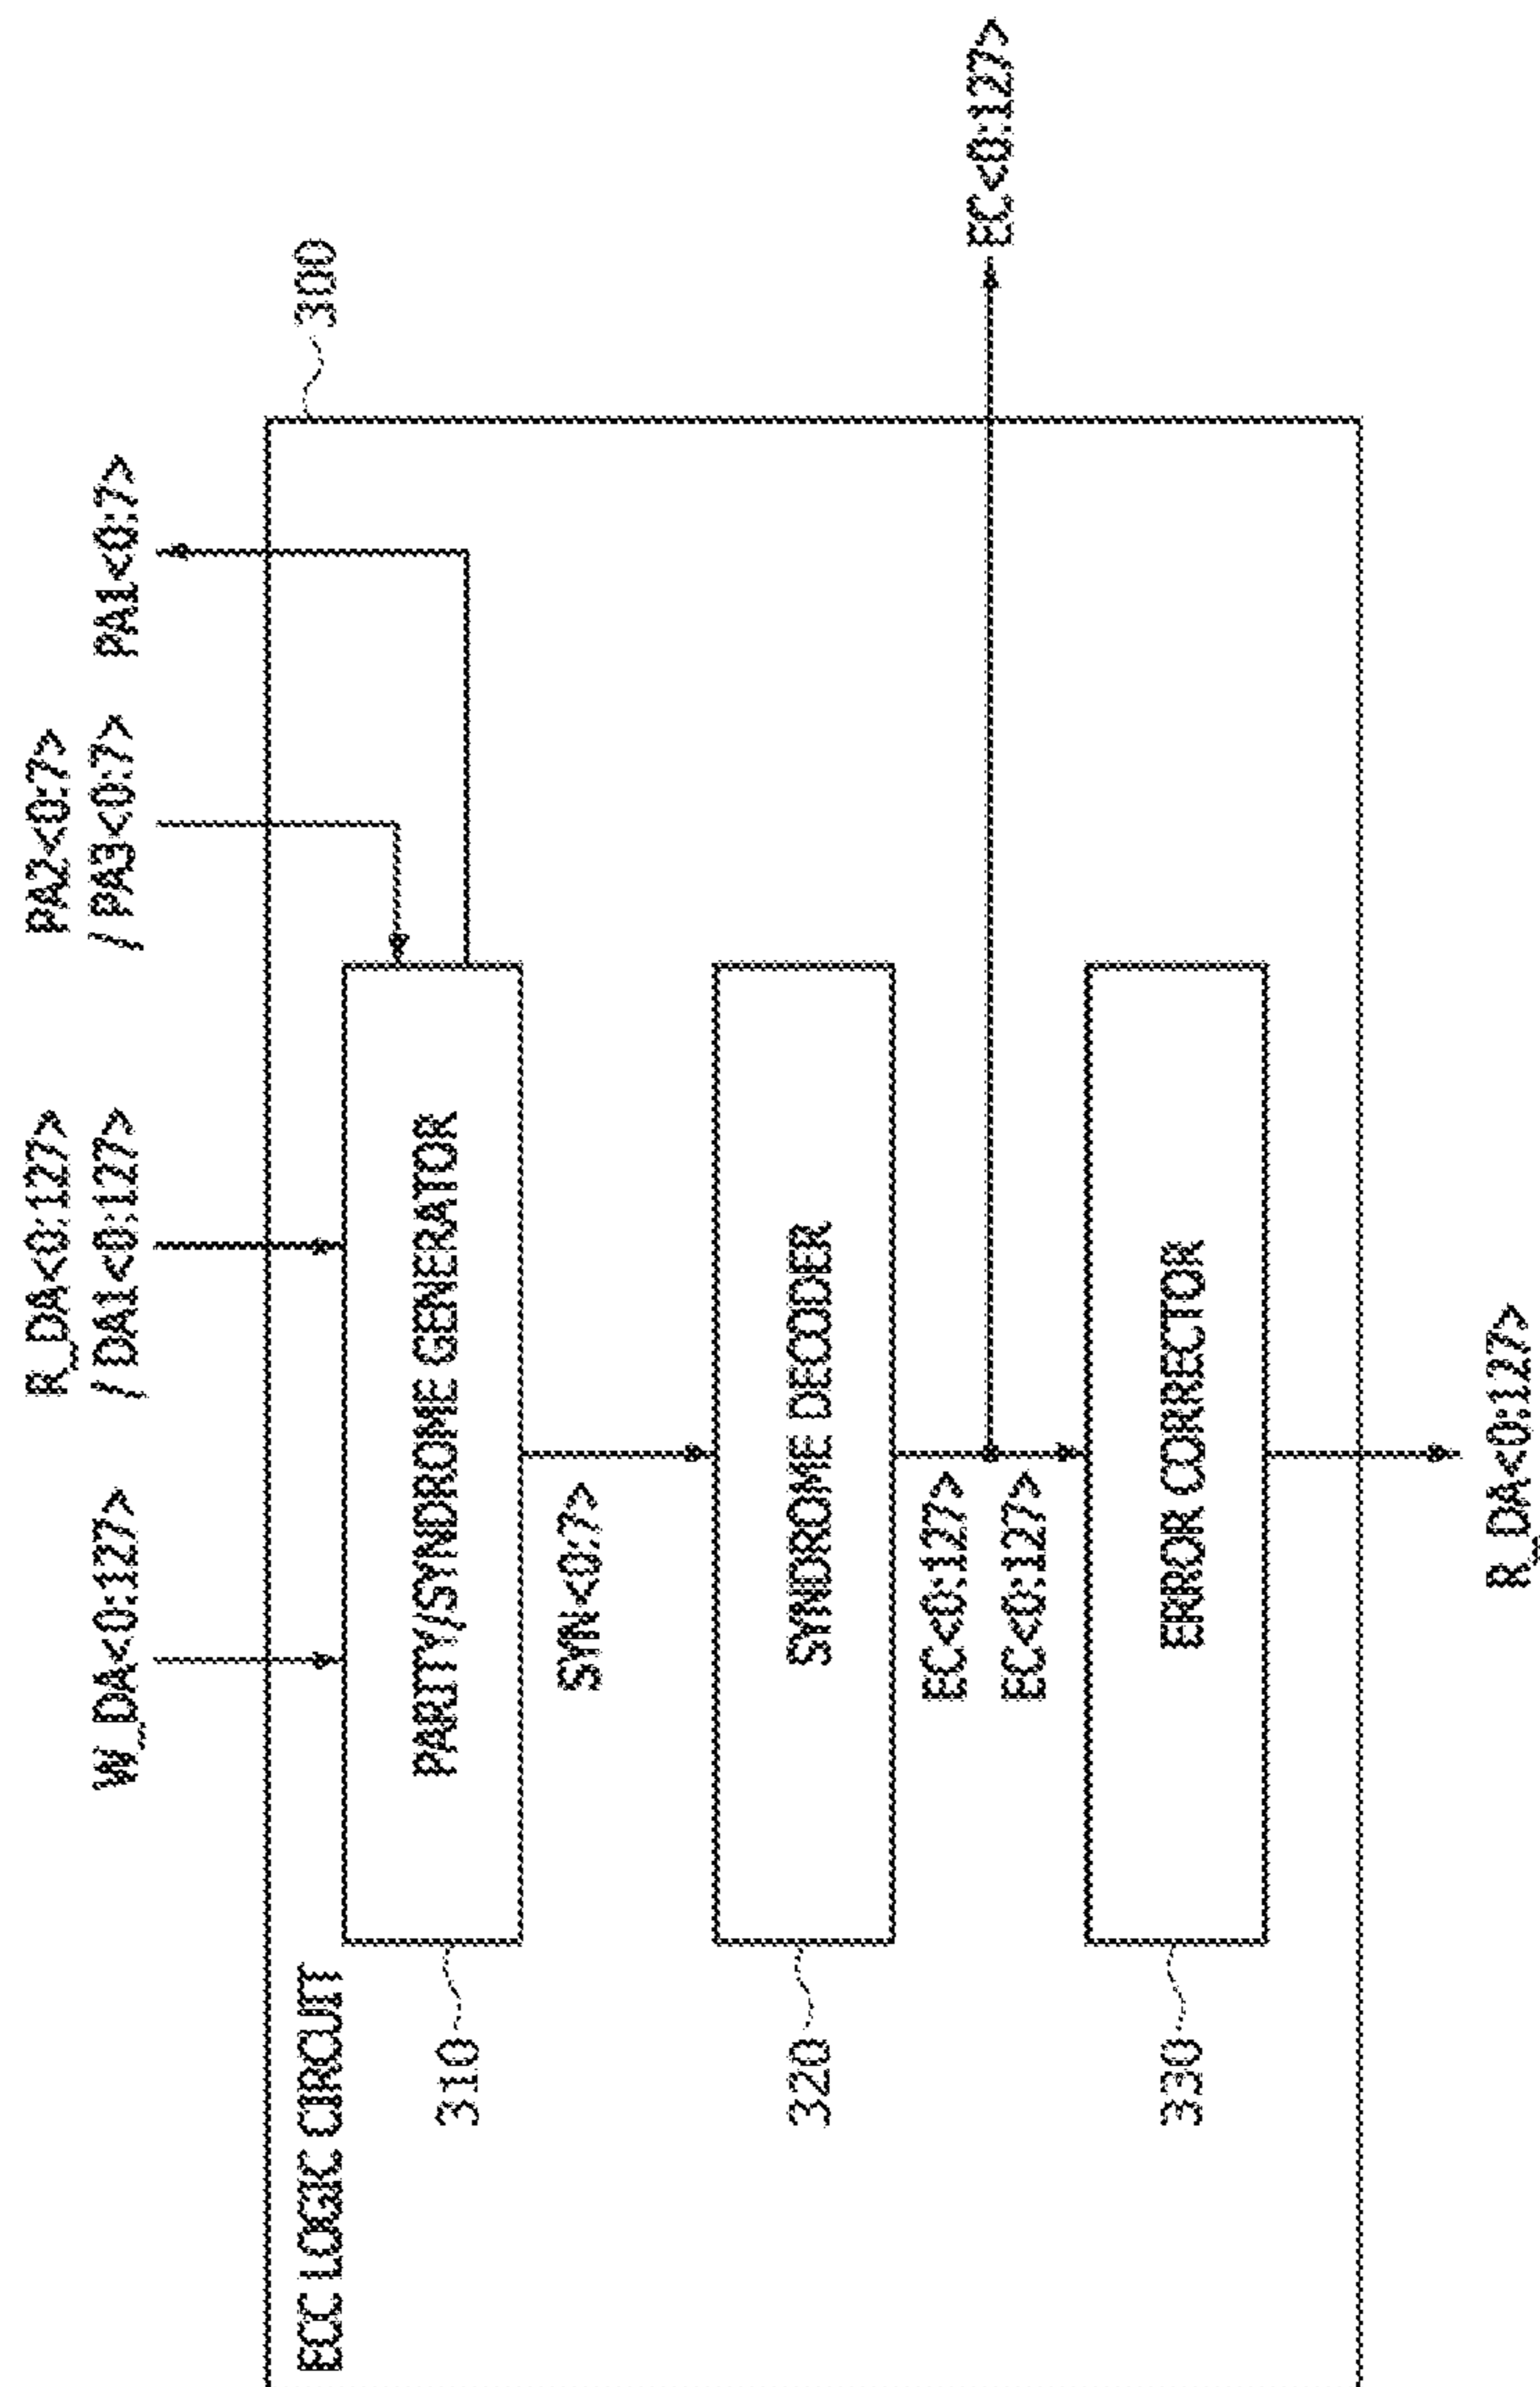 W_DA<0:127>
R_DA<0:127>
/ DA1<0:127>
PA2<0:7>
/ PA3<0:7>
PA1<0:7>
ECC LOGIC CIRCUIT
300
310
PARITY/SYNDROME GENERATOR
SYN<0:7>
320
SYNDROME DECODER
EC<0:127>
EC<0:127>
EC<0:127>
330
ERROR CORRECTOR
R_DA<0:127>